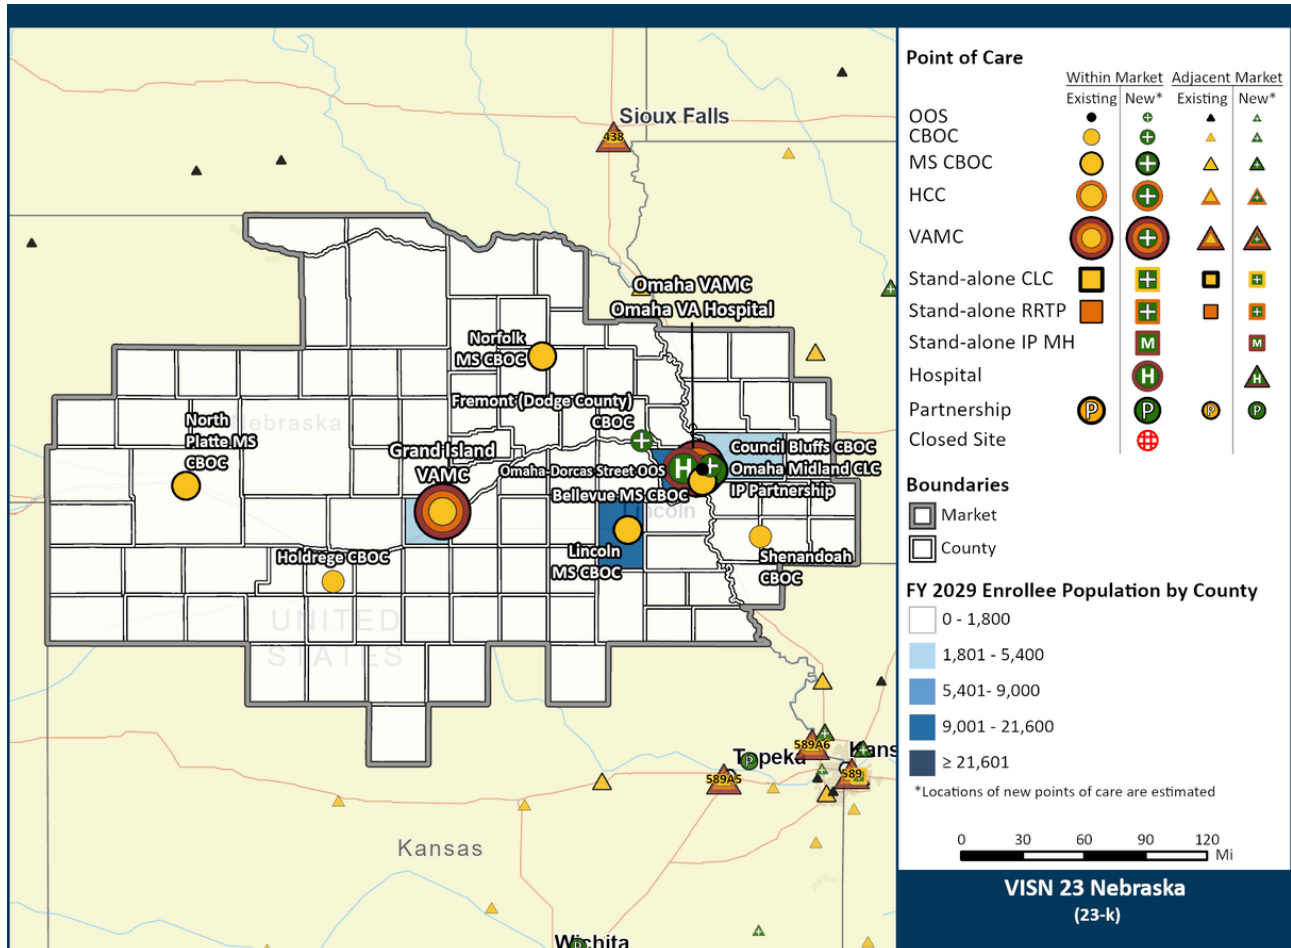 Sioux Falls
438
Omaha VAMC
Omaha VA Hospital
Norfolk
MS CBOC
Fremont (Dodge County)
CBOC
North
Platte MS
CBOC
Nebraska
Grand Island
VAMC
Council Bluffs CBOC
Omaha-Dorcas Street OOS
H
Omaha Midland CLC
Bellevue MS CBOC
IP Partnership
Lincoln
Lincoln
MS CBOC
Shenandoah
CBOC
Holdrege CBOC
UNITED
STATES
589A6
Kans
Topeka
P
589A5
589
Kansas
Wichita
P
Point of Care
Within Market
Adjacent Market
Existing
New*
Existing
New*
OOS
CBOC
MS CBOC
HCC
VAMC
Stand-alone CLC
Stand-alone RRTP
Stand-alone IP MH
M
M
Hospital
H
H
Partnership
P
P
P
P
Closed Site
Boundaries
Market
County
FY 2029 Enrollee Population by County
0 - 1,800
1,801 - 5,400
5,401- 9,000
9,001 - 21,600
≥ 21,601
*Locations of new points of care are estimated
0 30 60 90 120
Mi
VISN 23 Nebraska
(23-k)